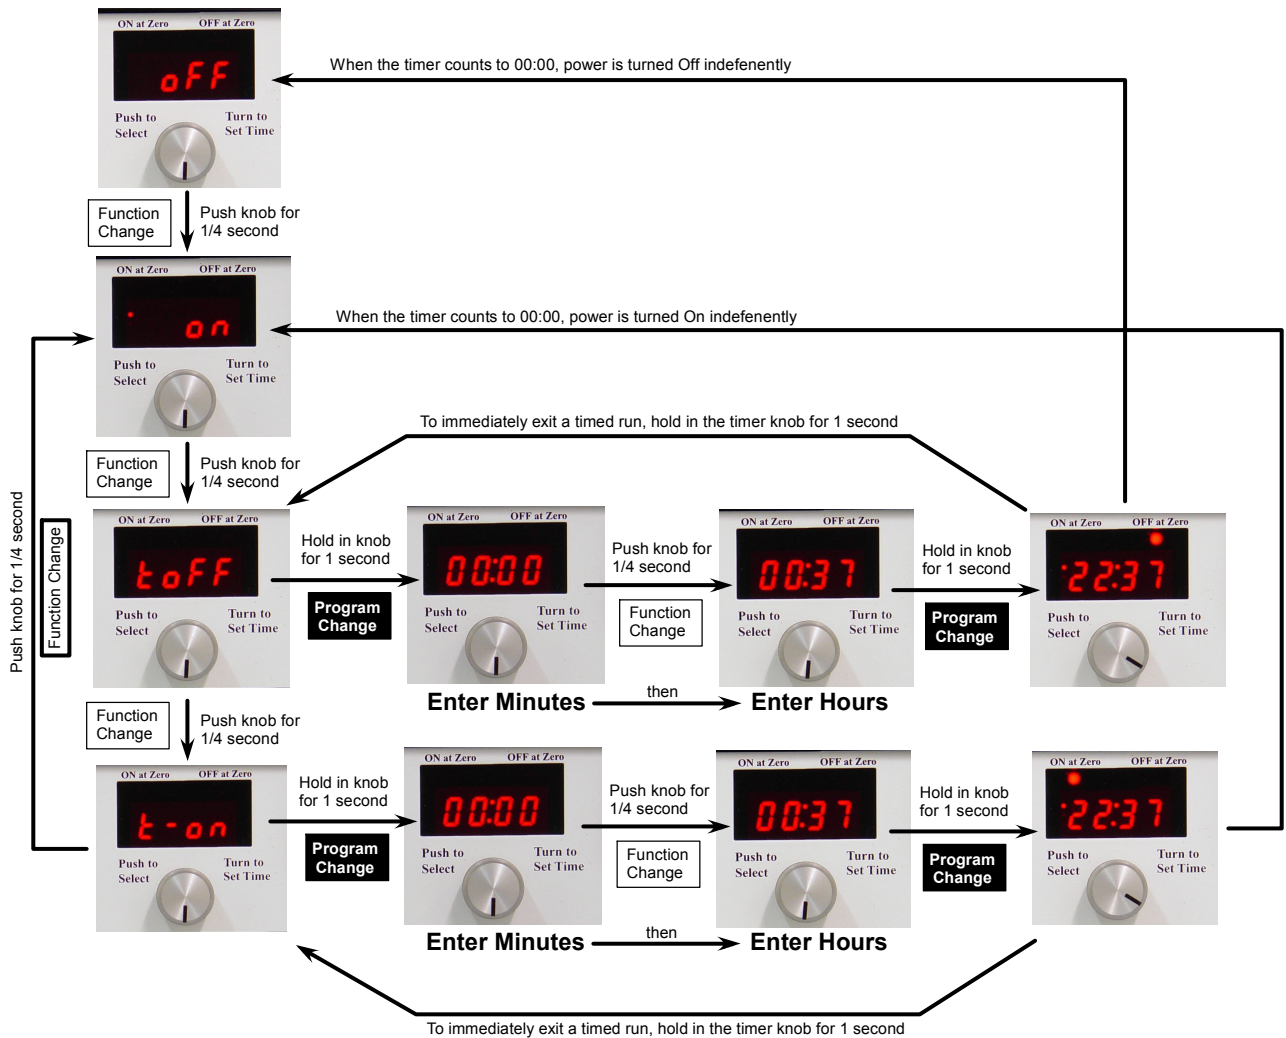 ON at Zero OFF at Zero
oFF
Push to Select
Turn to Set Time
When the timer counts to 00:00, power is turned Off indefenently
Function Change
Push knob for 1/4 second
ON at Zero OFF at Zero
on
Push to Select
Turn to Set Time
When the timer counts to 00:00, power is turned On indefenently
Function Change
Push knob for 1/4 second
To immediately exit a timed run, hold in the timer knob for 1 second
Push knob for 1/4 second
Function Change
ON at Zero OFF at Zero
toFF
Push to Select
Turn to Set Time
Hold in knob for 1 second
Program Change
ON at Zero OFF at Zero
00:00
Push to Select
Turn to Set Time
Enter Minutes
Push knob for 1/4 second
Function Change
then
ON at Zero OFF at Zero
00:37
Push to Select
Turn to Set Time
Enter Hours
Hold in knob for 1 second
Program Change
ON at Zero OFF at Zero
22:37
Push to Select
Turn to Set Time
Function Change
Push knob for 1/4 second
ON at Zero OFF at Zero
t-on
Push to Select
Turn to Set Time
Hold in knob for 1 second
Program Change
ON at Zero OFF at Zero
00:00
Push to Select
Turn to Set Time
Enter Minutes
Push knob for 1/4 second
Function Change
then
ON at Zero OFF at Zero
00:37
Push to Select
Turn to Set Time
Enter Hours
Hold in knob for 1 second
Program Change
ON at Zero OFF at Zero
22:37
Push to Select
Turn to Set Time
To immediately exit a timed run, hold in the timer knob for 1 second